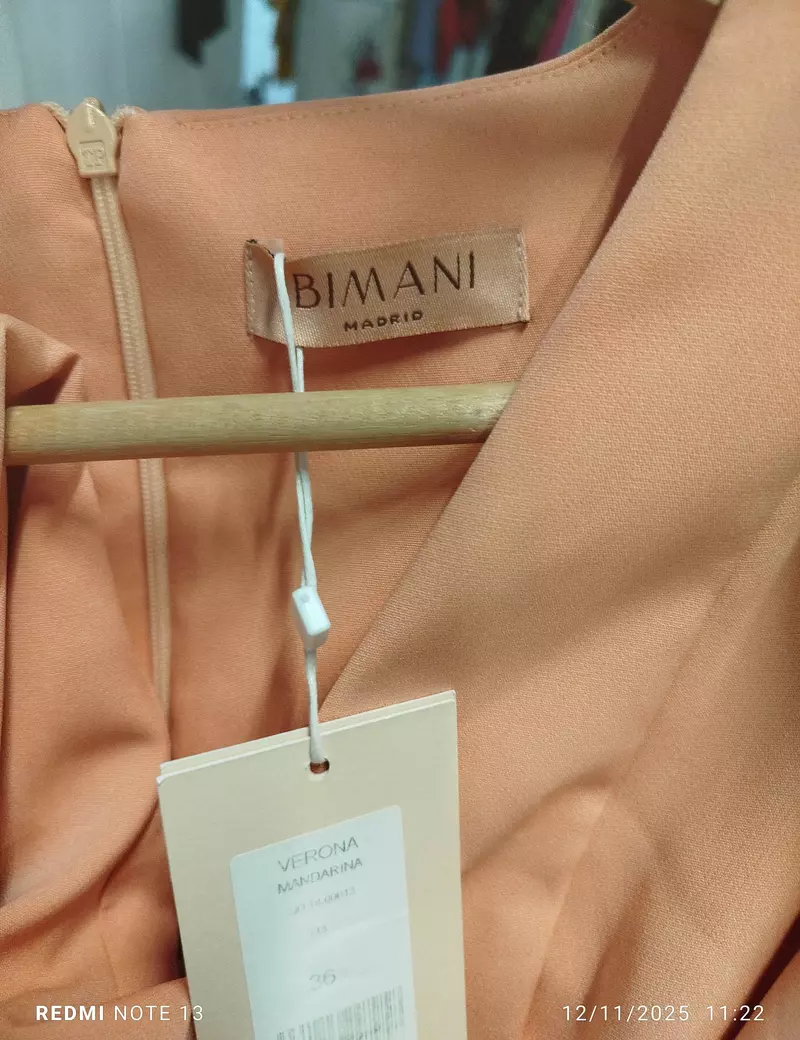 BIMANI
MADRID
VERONA
MANDARINA
36
REDMI NOTE 13
12/11/2025 11:22